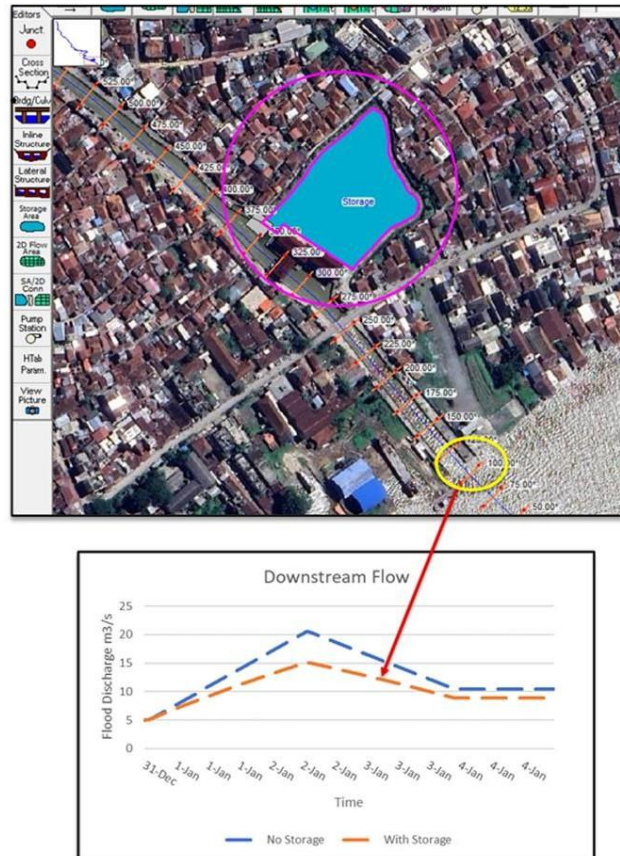 Editors
Regions
Junct.
Cross
Section
Brdg/Culv
Inline
Structure
Lateral
Structure
Storage
Area
2D Flow
Area
SA/2D
Conn
Pump
Station
HTab
Param.
View
Picture
525.00*
500.00*
475.00*
450.00*
425.00*
400.00*
375.00*
Storage
325.00*
300.00*
275.00*
250.00*
225.00*
200.00*
175.00*
150.00*
75.00*
50.00*
Downstream Flow
Flood Discharge m3/s
25
20
15
10
5
0
31-Dec
1-Jan
1-Jan
1-Jan
2-Jan
2-Jan
2-Jan
3-Jan
3-Jan
3-Jan
4-Jan
4-Jan
4-Jan
Time
No Storage
With Storage